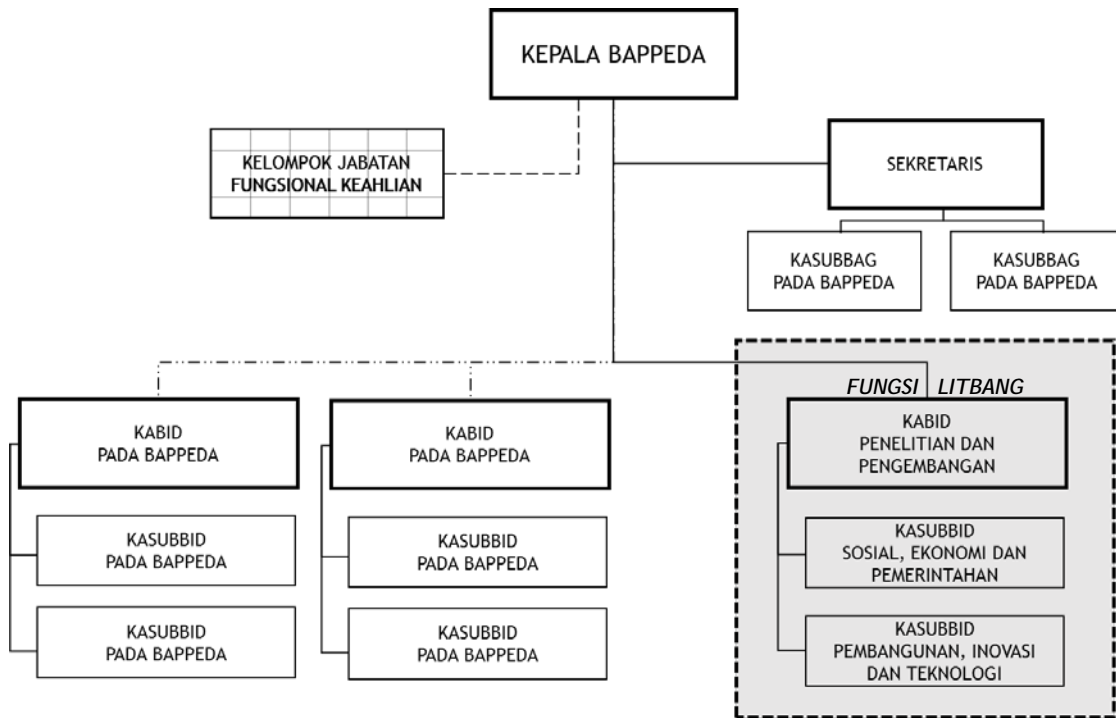 KEPALA BAPPEDA
KELOMPOK JABATAN
FUNGSIONAL KEAHLIAN
SEKRETARIS
KASUBBAG
PADA BAPPEDA
KASUBBAG
PADA BAPPEDA
FUNGSI LITBANG
KABID
PADA BAPPEDA
KABID
PADA BAPPEDA
KABID
PENELITIAN DAN
PENGEMBANGAN
KASUBBID
PADA BAPPEDA
KASUBBID
PADA BAPPEDA
KASUBBID
SOSIAL, EKONOMI DAN
PEMERINTAHAN
KASUBBID
PADA BAPPEDA
KASUBBID
PADA BAPPEDA
KASUBBID
PEMBANGUNAN, INOVASI
DAN TEKNOLOGI